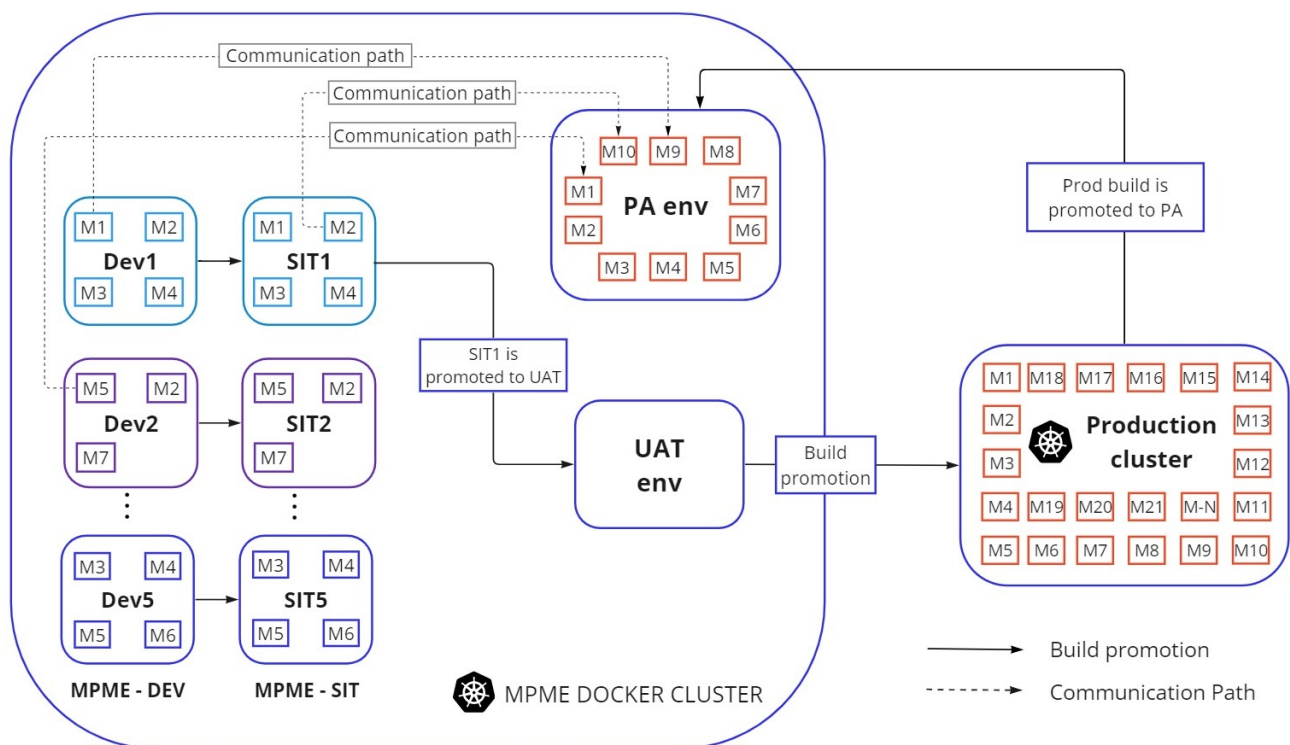 Communication path
Communication path
Communication path
M10 M9 M8
M1 M7
PA env
M2 M6
M3 M4 M5
Prod build is
promoted to PA
M1 M2
Dev1
M3 M4
M1 M2
SIT1
M3 M4
SIT1 is
promoted to UAT
M5 M2
Dev2
M7
M5 M2
SIT2
M7
UAT
env
Build
promotion
M1 M18 M17 M16 M15 M14
M2 M13
Production
cluster
M3 M12
M4 M19 M20 M21 M-N M11
M5 M6 M7 M8 M9 M10
M3 M4
Dev5
M5 M6
M3 M4
SIT5
M5 M6
MPME - DEV
MPME - SIT
MPME DOCKER CLUSTER
Build promotion
Communication Path